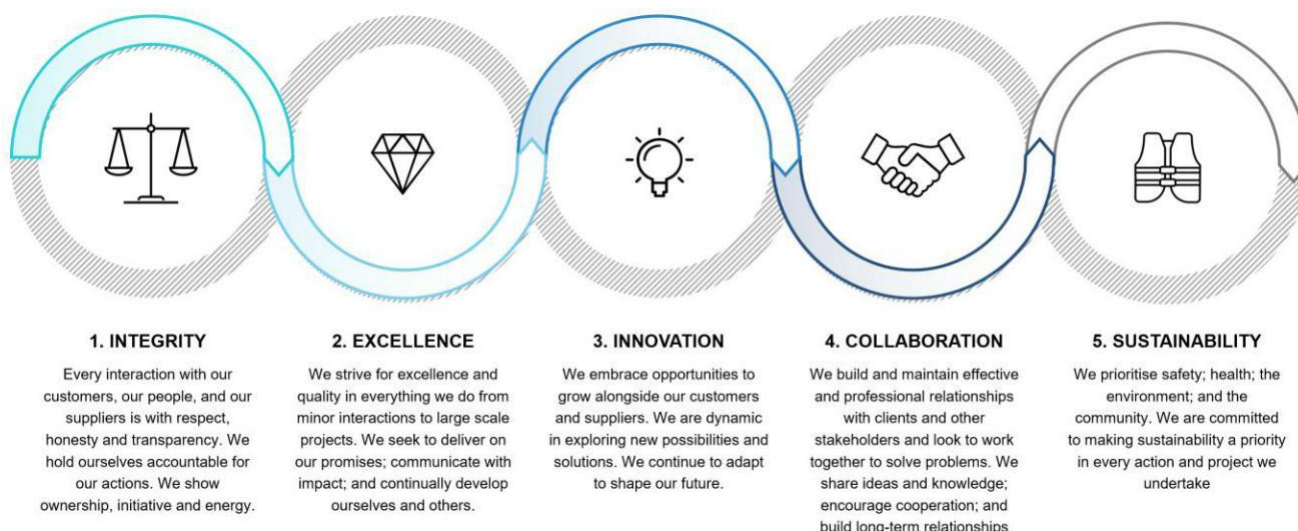 1. INTEGRITY
Every interaction with our
customers, our people, and our
suppliers is with respect,
honesty and transparency. We
hold ourselves accountable for
our actions. We show
ownership, initiative and energy.
2. EXCELLENCE
We strive for excellence and
quality in everything we do from
minor interactions to large scale
projects. We seek to deliver on
our promises; communicate with
impact; and continually develop
ourselves and others.
3. INNOVATION
We embrace opportunities to
grow alongside our customers
and suppliers. We are dynamic
in exploring new possibilities and
solutions. We continue to adapt
to shape our future.
4. COLLABORATION
We build and maintain effective
and professional relationships
with clients and other
stakeholders and look to work
together to solve problems. We
share ideas and knowledge;
encourage cooperation; and
build long-term relationships
5. SUSTAINABILITY
We prioritise safety; health; the
environment; and the
community. We are committed
to making sustainability a priority
in every action and project we
undertake